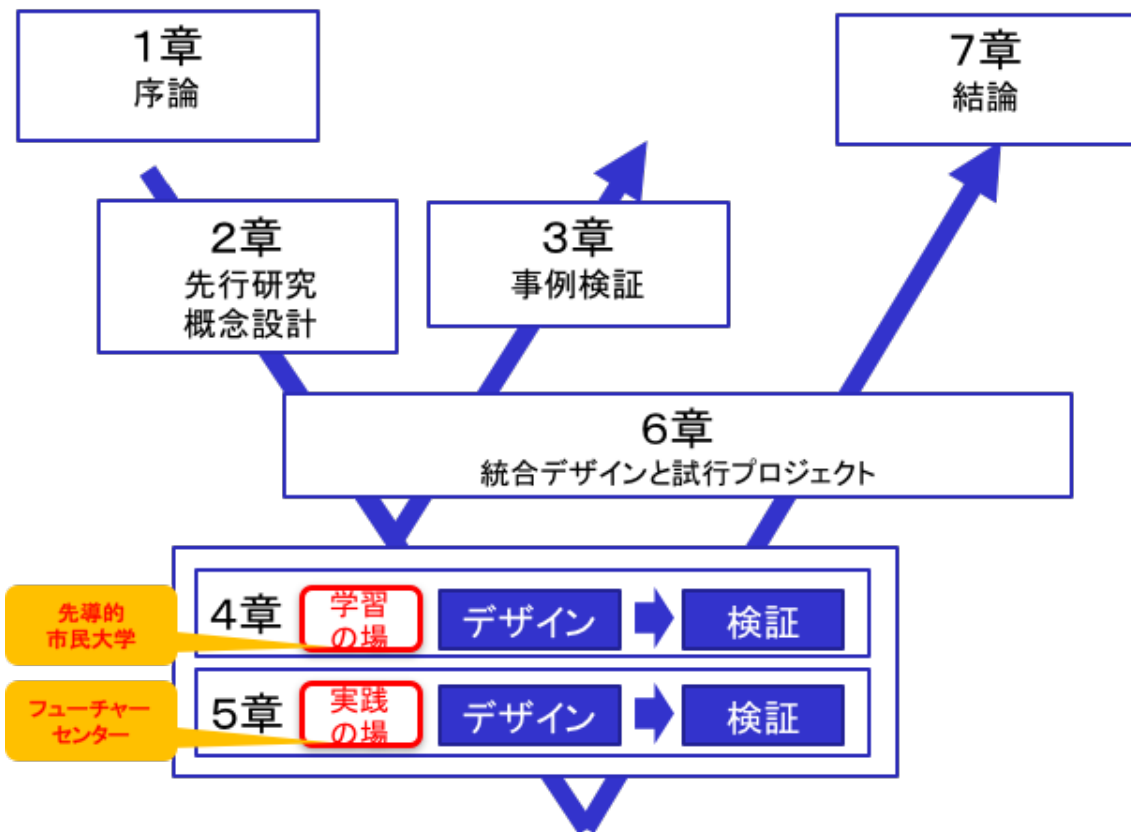 1章
序論
7章
結論
2章
先行研究
概念設計
3章
事例検証
6章
統合デザインと試行プロジェクト
先導的
市民大学
4章
学習
の場
デザイン
検証
フューチャー
センター
5章
実践
の場
デザイン
検証